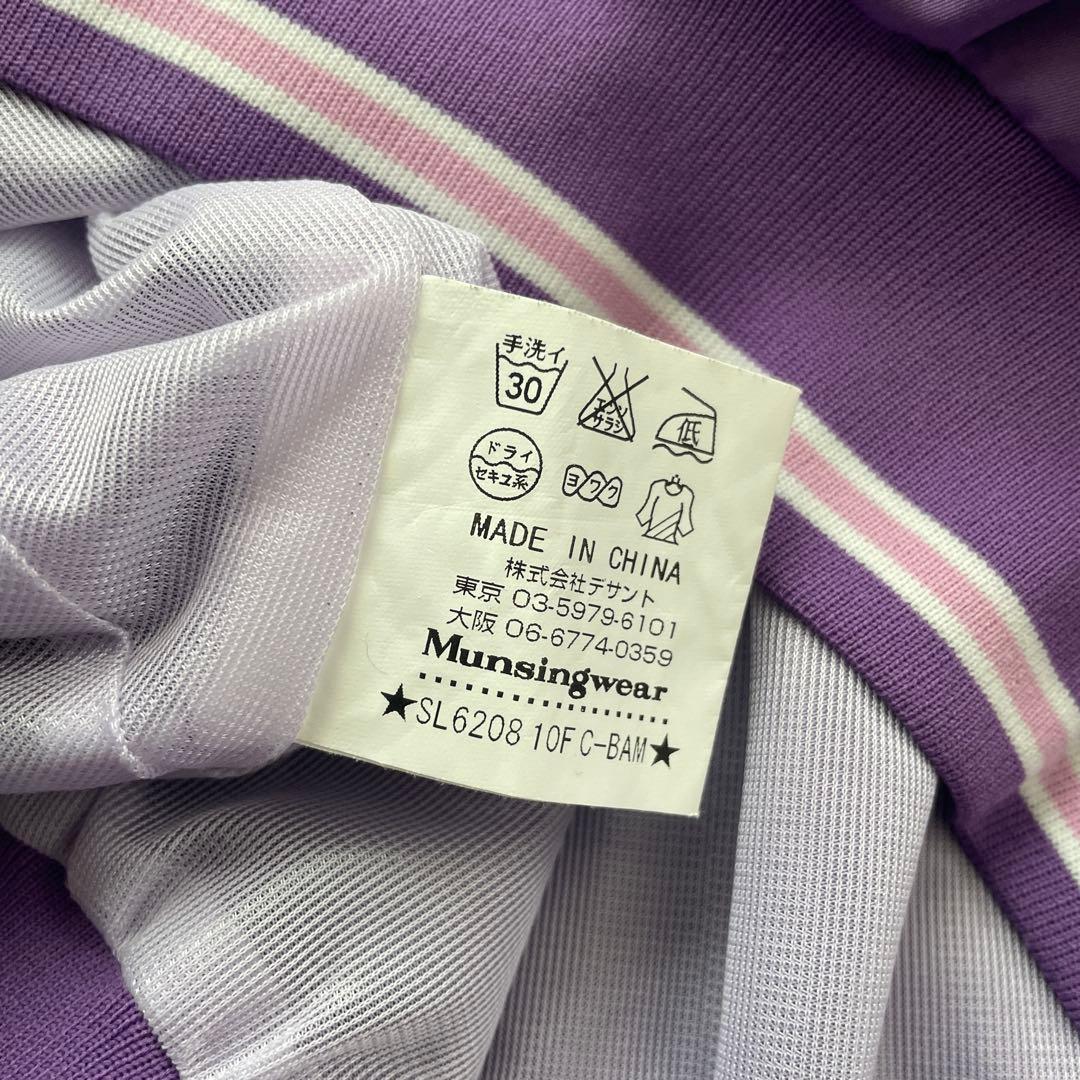 手洗イ
30
エンソ
サラシ
低
ドライ
セキユ系
ヨワク
MADE IN CHINA
株式会社デサント
東京 03-5979-6101
大阪 06-6774-0359
Munsingwear
★SL6208 10F C-BAM★